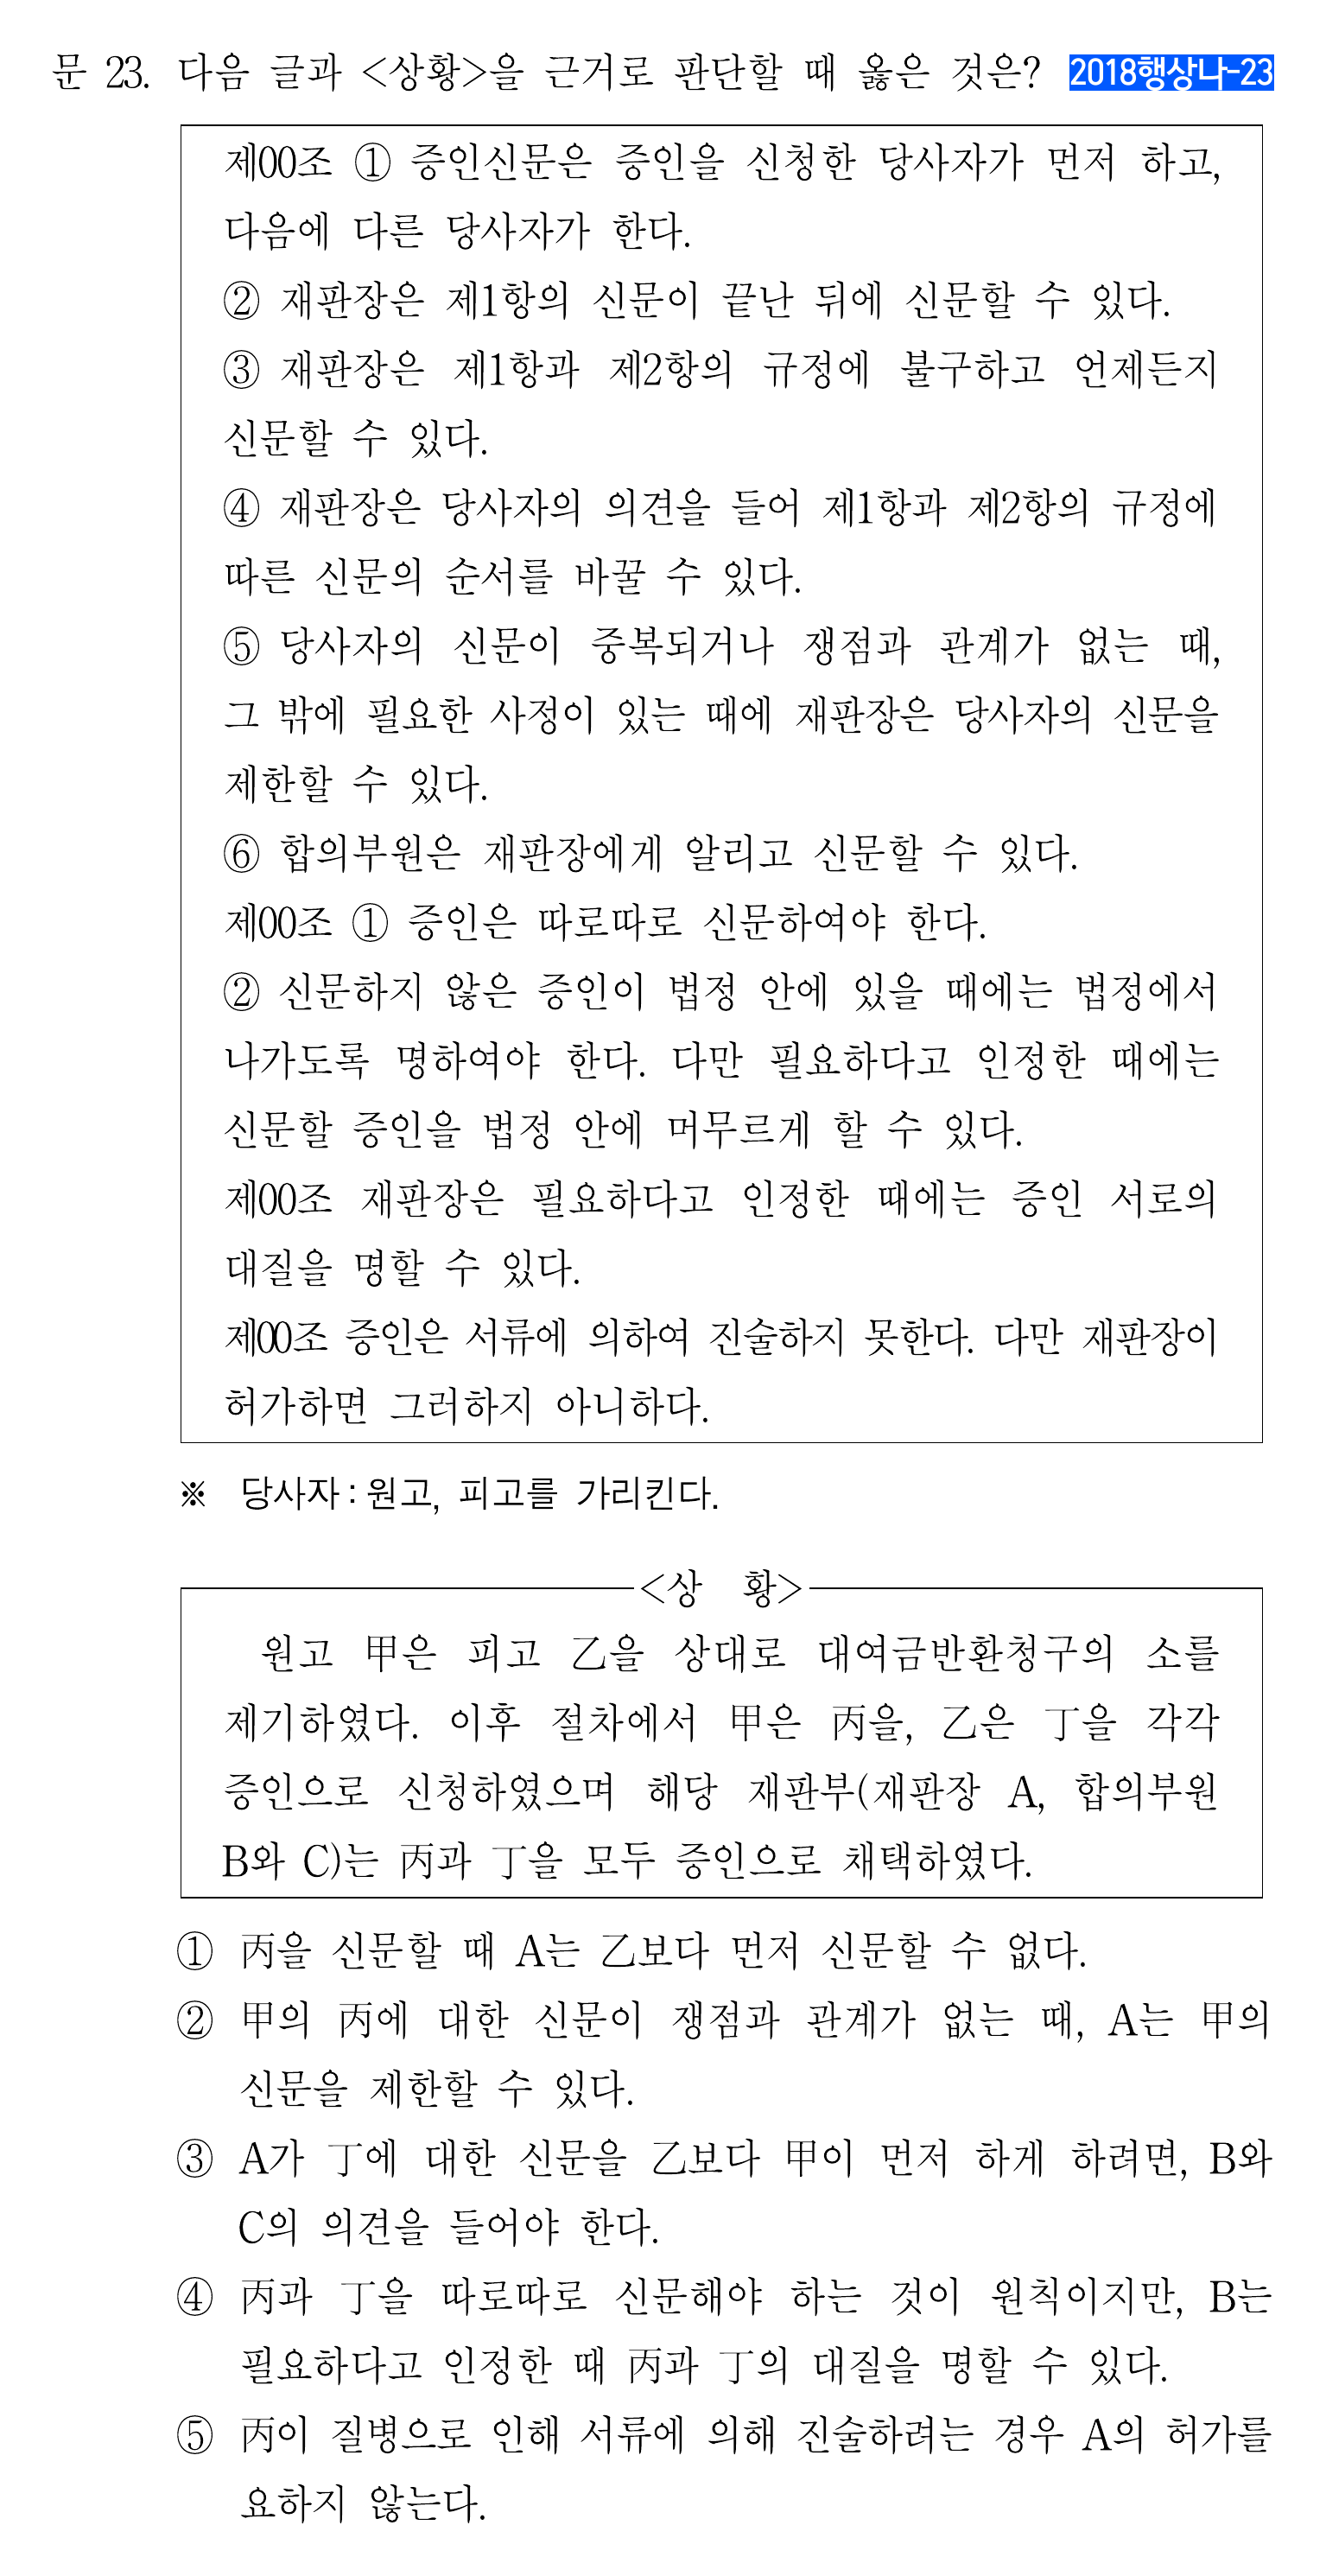 문 23. 다음 글과 <상황>을 근거로 판단할 때 옳은 것은? 2018행상나-23
제00조 ① 증인신문은 증인을 신청한 당사자가 먼저 하고,
다음에 다른 당사자가 한다.
② 재판장은 제1항의 신문이 끝난 뒤에 신문할 수 있다.
③ 재판장은 제1항과 제2항의 규정에 불구하고 언제든지
신문할 수 있다.
④ 재판장은 당사자의 의견을 들어 제1항과 제2항의 규정에
따른 신문의 순서를 바꿀 수 있다.
⑤ 당사자의 신문이 중복되거나 쟁점과 관계가 없는 때,
그 밖에 필요한 사정이 있는 때에 재판장은 당사자의 신문을
제한할 수 있다.
⑥ 합의부원은 재판장에게 알리고 신문할 수 있다.
제00조 ① 증인은 따로따로 신문하여야 한다.
② 신문하지 않은 증인이 법정 안에 있을 때에는 법정에서
나가도록 명하여야 한다. 다만 필요하다고 인정한 때에는
신문할 증인을 법정 안에 머무르게 할 수 있다.
제00조 재판장은 필요하다고 인정한 때에는 증인 서로의
대질을 명할 수 있다.
제00조 증인은 서류에 의하여 진술하지 못한다. 다만 재판장이
허가하면 그러하지 아니하다.
※ 당사자 : 원고, 피고를 가리킨다.
<상 황>
원고 甲은 피고 乙을 상대로 대여금반환청구의 소를
제기하였다. 이후 절차에서 甲은 丙을, 乙은 丁을 각각
증인으로 신청하였으며 해당 재판부(재판장 A, 합의부원
B와 C)는 丙과 丁을 모두 증인으로 채택하였다.
① 丙을 신문할 때 A는 乙보다 먼저 신문할 수 없다.
② 甲의 丙에 대한 신문이 쟁점과 관계가 없는 때, A는 甲의
신문을 제한할 수 있다.
③ A가 丁에 대한 신문을 乙보다 甲이 먼저 하게 하려면, B와
C의 의견을 들어야 한다.
④ 丙과 丁을 따로따로 신문해야 하는 것이 원칙이지만, B는
필요하다고 인정한 때 丙과 丁의 대질을 명할 수 있다.
⑤ 丙이 질병으로 인해 서류에 의해 진술하려는 경우 A의 허가를
요하지 않는다.